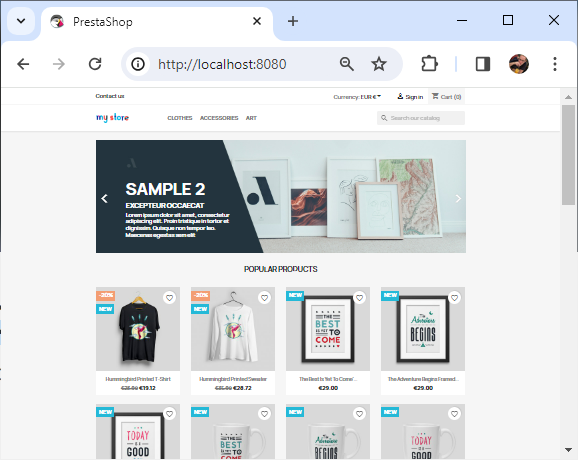 PrestaShop
http://localhost:8080
Contact us
Currency: EUR €
Sign in
Cart (0)
my store
CLOTHES
ACCESSORIES
ART
Search our catalog
SAMPLE 2
EXCEPTEUR OCCAECAT
Lorem ipsum dolor sit amet, consectetur
adipiscing elit. Proin tristique in tortor et
dignissim. Quisque non tempor leo.
Maecenas egestas sem elit
POPULAR PRODUCTS
-20%
NEW
Hummingbird Printed T-Shirt
€23.90 €19.12
-20%
NEW
Hummingbird Printed Sweater
€35.90 €28.72
NEW
THE
BEST
IS YET TO
COME
The Best Is Yet To Come'...
€29.00
NEW
The
Adventure
BEGINS
The Adventure Begins Framed...
€29.00
NEW
TODAY
IS A
GOOD
NEW
THE
BEST
IS YET TO
COME
NEW
The
Adventure
BEGINS
NEW
TODAY
IS A
GOOD